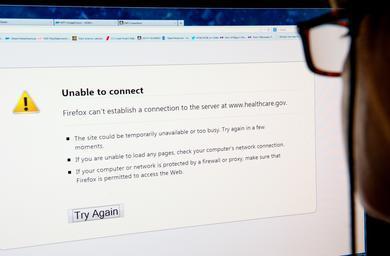 Unable to connect
Firefox can't establish a connection to the server at www.healthcare.gov.
The site could be temporarily unavailable or too busy. Try again in a few
moments.
If you are unable to load any pages, check your computer's network connection.
If your computer or network is protected by a firewall or proxy, make sure that
Firefox is permitted to access the Web.
Try Again